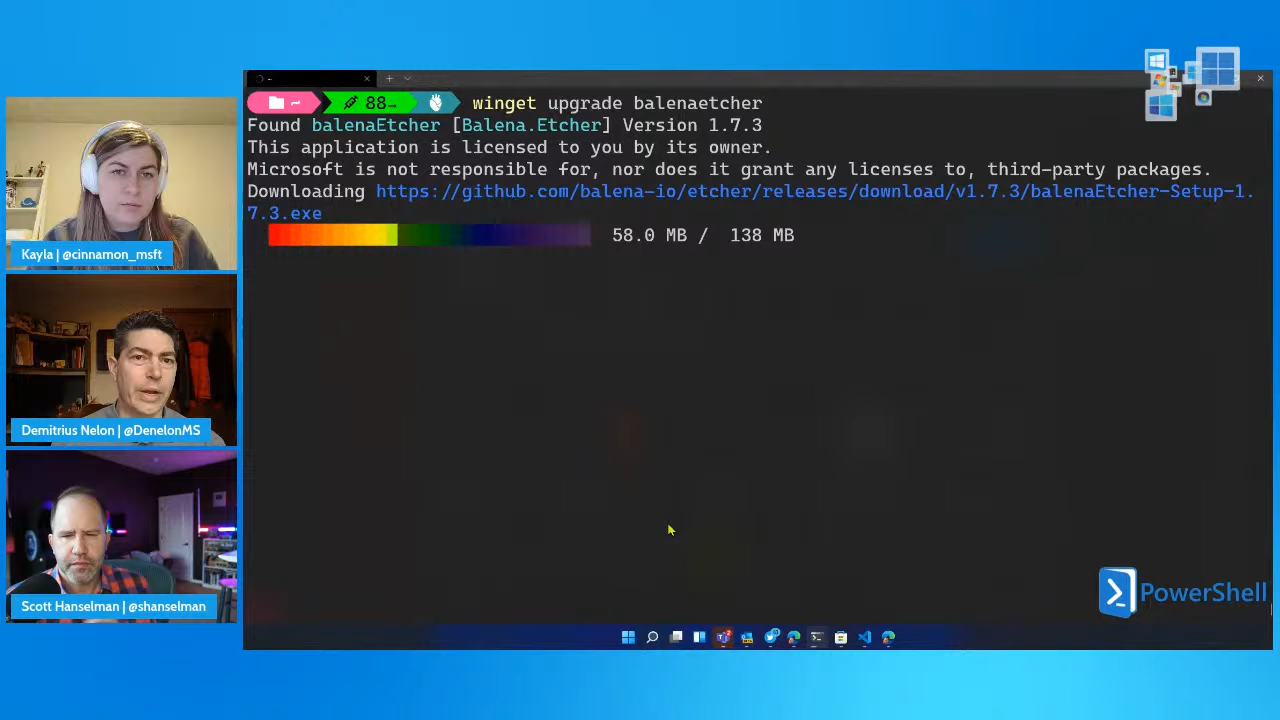 ~
~ 88→ winget upgrade balenaetcher
Found balenaEtcher [Balena.Etcher] Version 1.7.3
This application is licensed to you by its owner.
Microsoft is not responsible for, nor does it grant any licenses to, third-party packages.
Downloading https://github.com/balena-io/etcher/releases/download/v1.7.3/balenaEtcher-Setup-1.
7.3.exe
58.0 MB / 138 MB
Kayla | @cinnamon_msft
Demitrius Nelon | @DenelonMS
Scott Hanselman | @shanselman
PowerShell